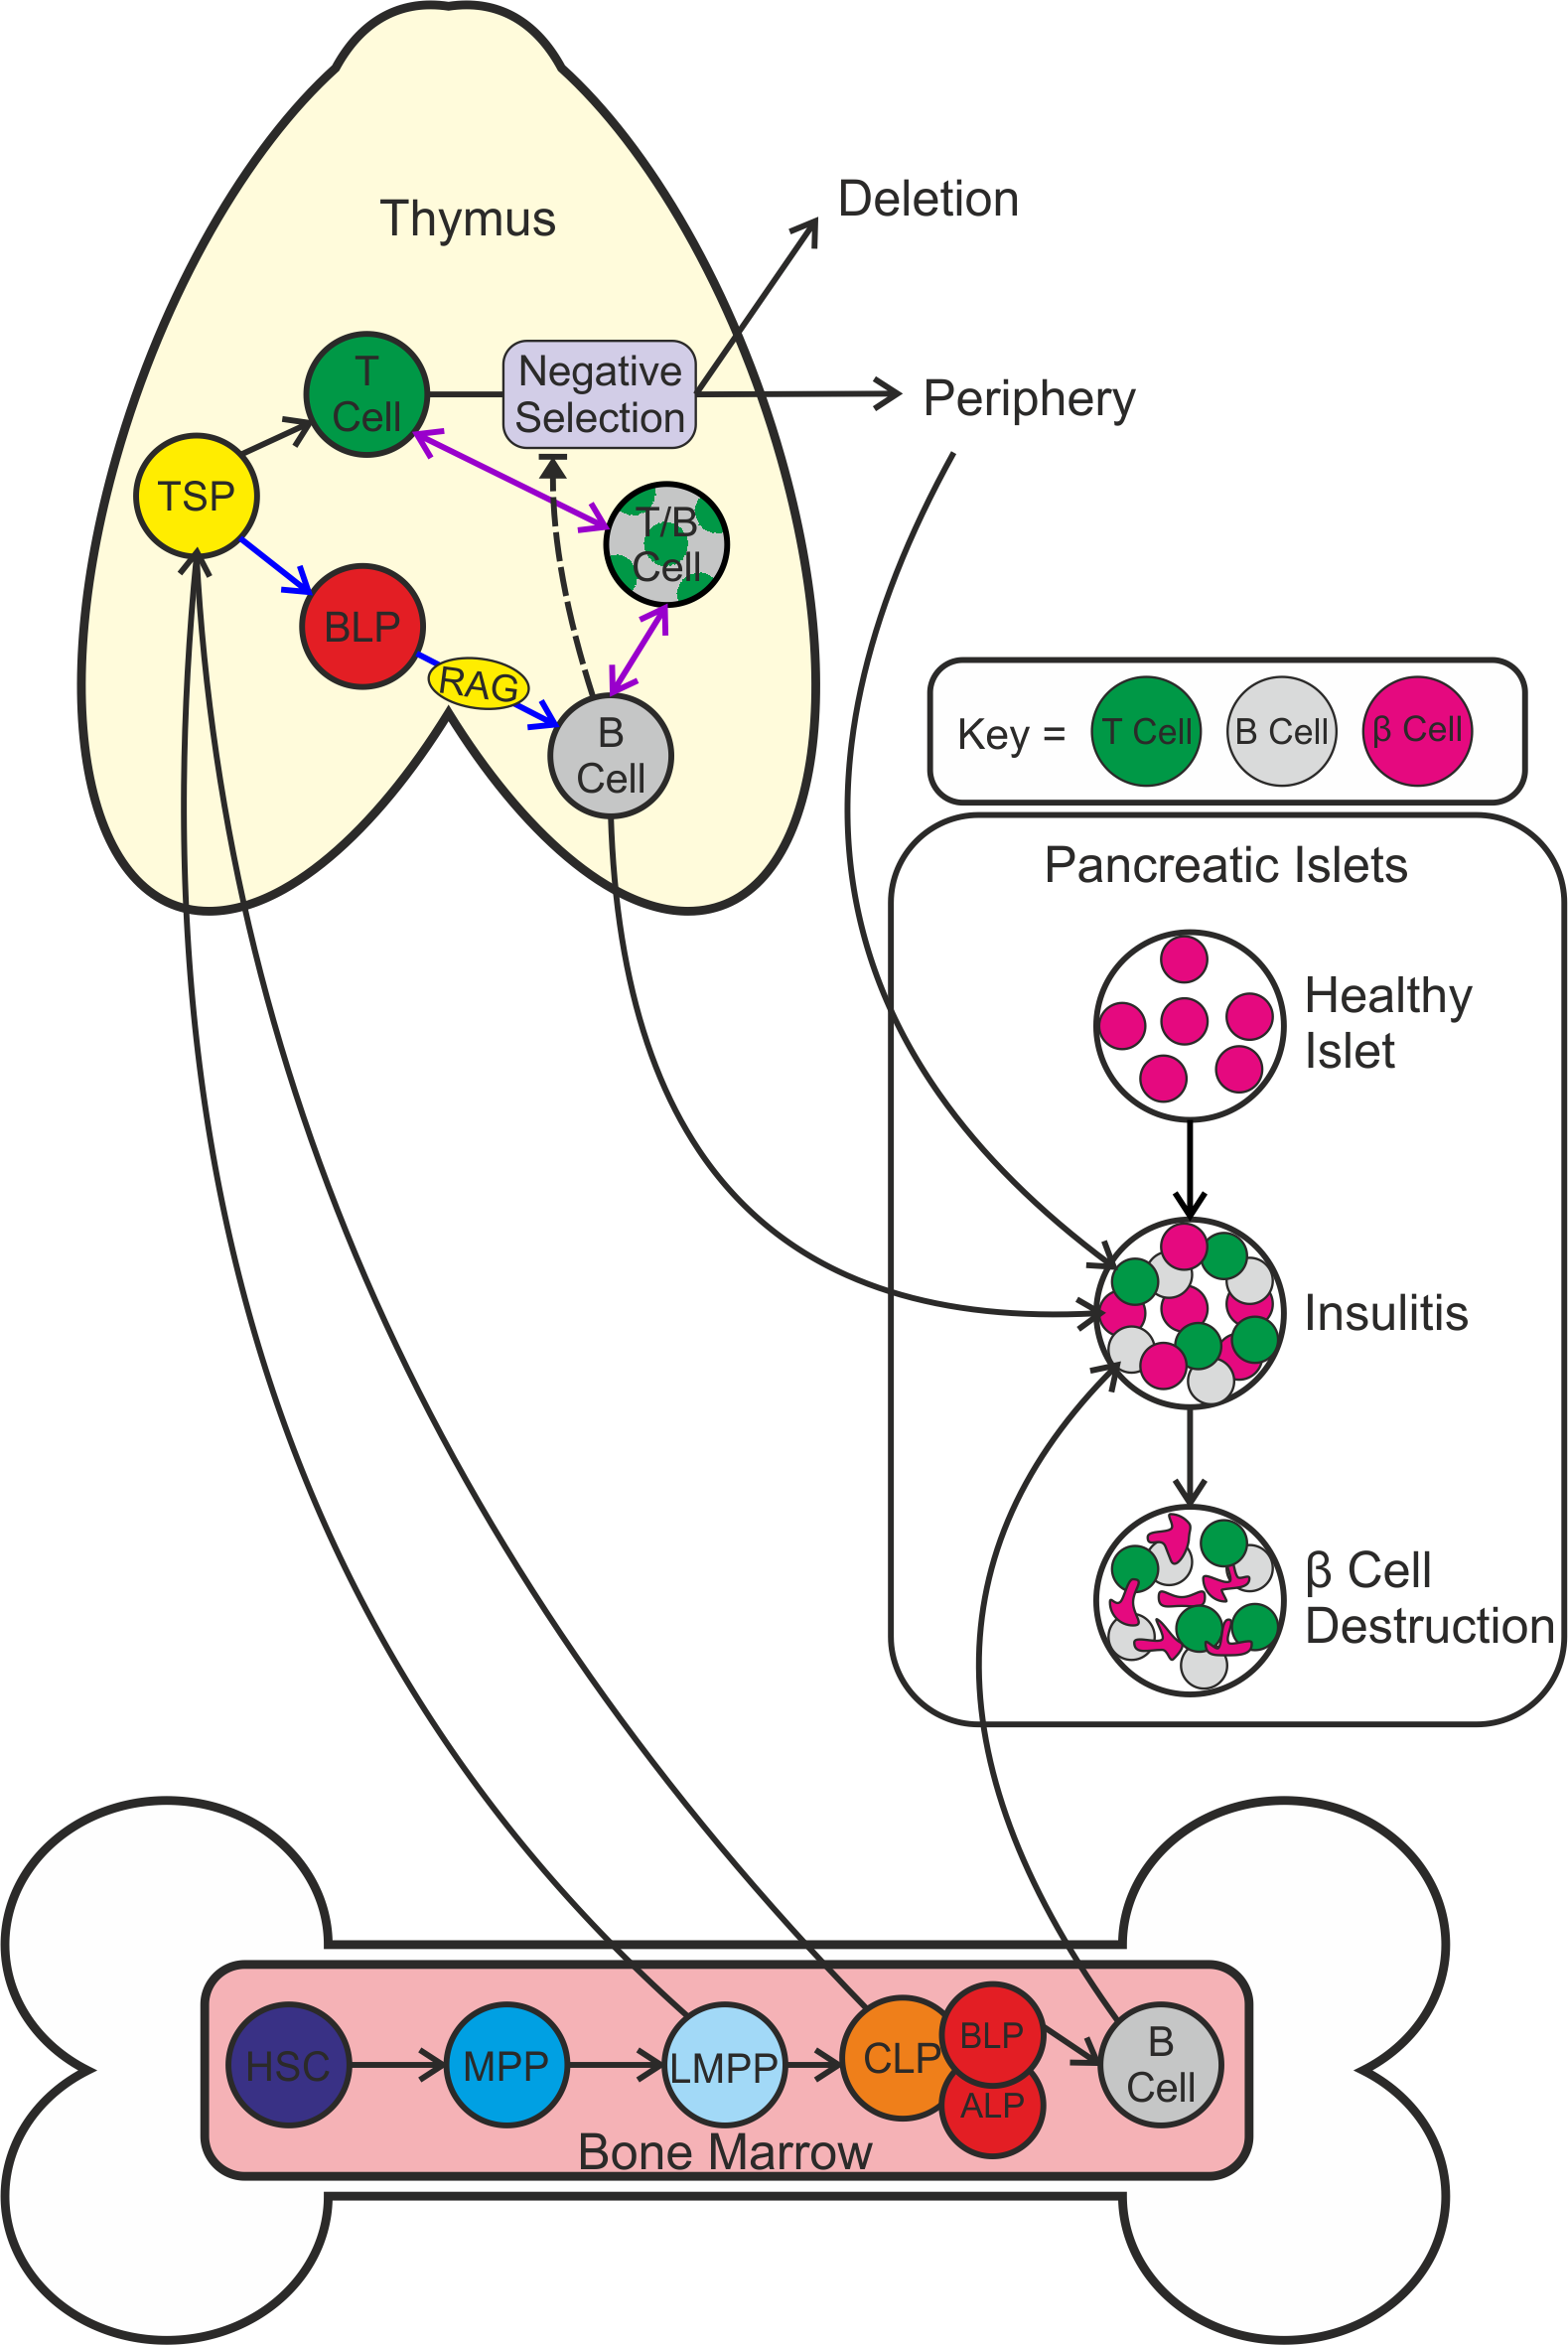 Thymus
Deletion
Periphery
T
Cell
Negative
Selection
TSP
T/B
Cell
BLP
RAG
B
Cell
Key =
T Cell
B Cell
β Cell
Pancreatic Islets
Healthy
Islet
Insulitis
β Cell
Destruction
HSC
MPP
LMPP
CLP
BLP
ALP
B
Cell
Bone Marrow